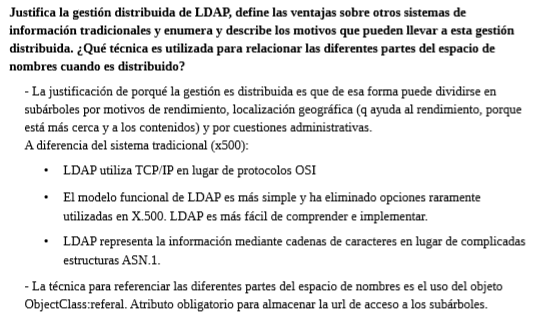 Justifica la gestión distribuida de LDAP, define las ventajas sobre otros sistemas de
información tradicionales y enumera y describe los motivos que pueden llevar a esta gestión
distribuida. ¿Qué técnica es utilizada para relacionar las diferentes partes del espacio de
nombres cuando es distribuido?
- La justificación de porqué la gestión es distribuida es que de esa forma puede dividirse en
subárboles por motivos de rendimiento, localización geográfica (q ayuda al rendimiento, porque
está más cerca y a los contenidos) y por cuestiones administrativas.
A diferencia del sistema tradicional (x500):
• LDAP utiliza TCP/IP en lugar de protocolos OSI
• El modelo funcional de LDAP es más simple y ha eliminado opciones raramente
utilizadas en X.500. LDAP es más fácil de comprender e implementar.
• LDAP representa la información mediante cadenas de caracteres en lugar de complicadas
estructuras ASN.1.
- La técnica para referenciar las diferentes partes del espacio de nombres es el uso del objeto
ObjectClass:referal. Atributo obligatorio para almacenar la url de acceso a los subárboles.